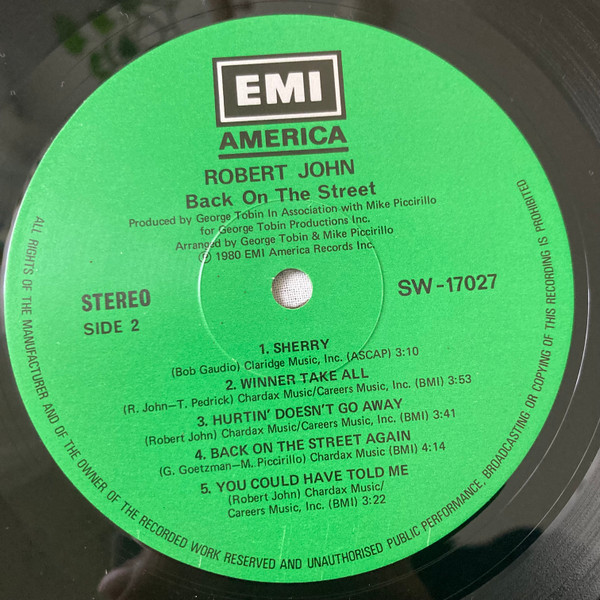 EMI
AMERICA
ROBERT JOHN
Back On The Street
Produced by George Tobin In Association with Mike Piccirillo
for George Tobin Productions Inc.
Arranged by George Tobin & Mike Piccirillo
Ⓟ 1980 EMI America Records Inc.
STEREO
SIDE 2
SW-17027
1. SHERRY
(Bob Gaudio) Claridge Music, Inc. (ASCAP) 3:10
2. WINNER TAKE ALL
(R. John—T. Pedrick) Chardax Music/Careers Music, Inc. (BMI) 3:53
3. HURTIN' DOESN'T GO AWAY
(Robert John) Chardax Music/Careers Music, Inc. (BMI) 3:41
4. BACK ON THE STREET AGAIN
(G. Goetzman—M. Piccirillo) Chardax Music/Careers Music, Inc. (BMI) 4:14
5. YOU COULD HAVE TOLD ME
(Robert John) Chardax Music/
Careers Music, Inc. (BMI) 3:22
ALL RIGHTS OF THE MANUFACTURER AND OF THE OWNER OF THE RECORDED WORK RESERVED AND UNAUTHORISED PUBLIC PERFORMANCE, BROADCASTING OR COPYING OF THIS RECORDING IS PROHIBITED